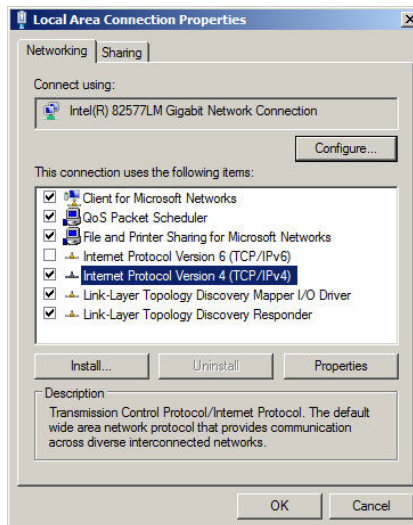 Local Area Connection Properties
Networking
Sharing
Connect using:
Intel(R) 82577LM Gigabit Network Connection
Configure...
This connection uses the following items:
Client for Microsoft Networks
QoS Packet Scheduler
File and Printer Sharing for Microsoft Networks
Internet Protocol Version 6 (TCP/IPv6)
Internet Protocol Version 4 (TCP/IPv4)
Link-Layer Topology Discovery Mapper I/O Driver
Link-Layer Topology Discovery Responder
Install...
Uninstall
Properties
Description
Transmission Control Protocol/Internet Protocol. The default
wide area network protocol that provides communication
across diverse interconnected networks.
OK
Cancel